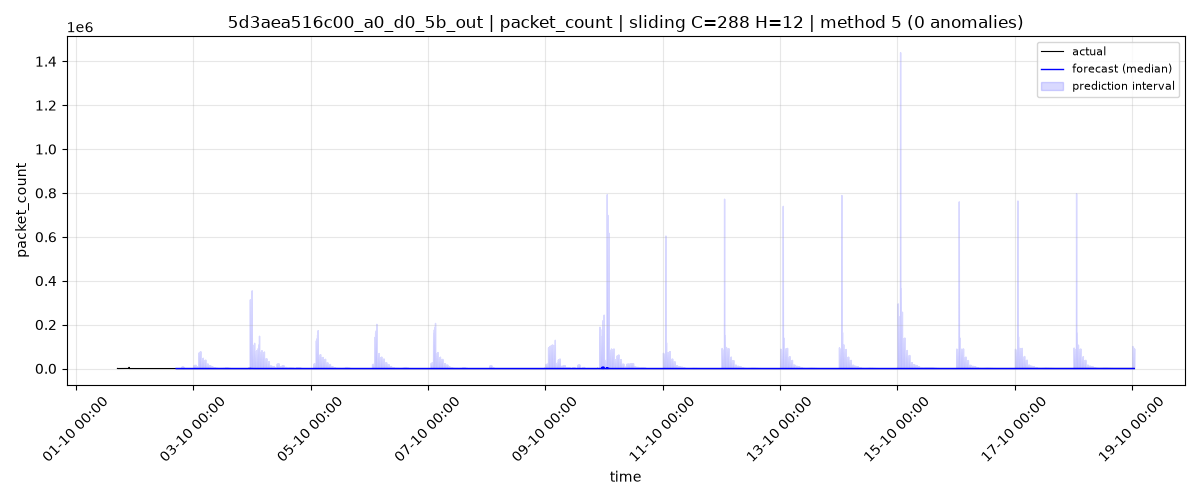 5d3aea516c00_a0_d0_5b_out | packet_count | sliding C=288 H=12 | method 5 (0 anomalies)
1e6
actual
forecast (median)
prediction interval
1.4
1.2
1.0
0.8
0.6
0.4
0.2
0.0
packet_count
01-10 00:00
03-10 00:00
05-10 00:00
07-10 00:00
09-10 00:00
11-10 00:00
13-10 00:00
15-10 00:00
17-10 00:00
19-10 00:00
time